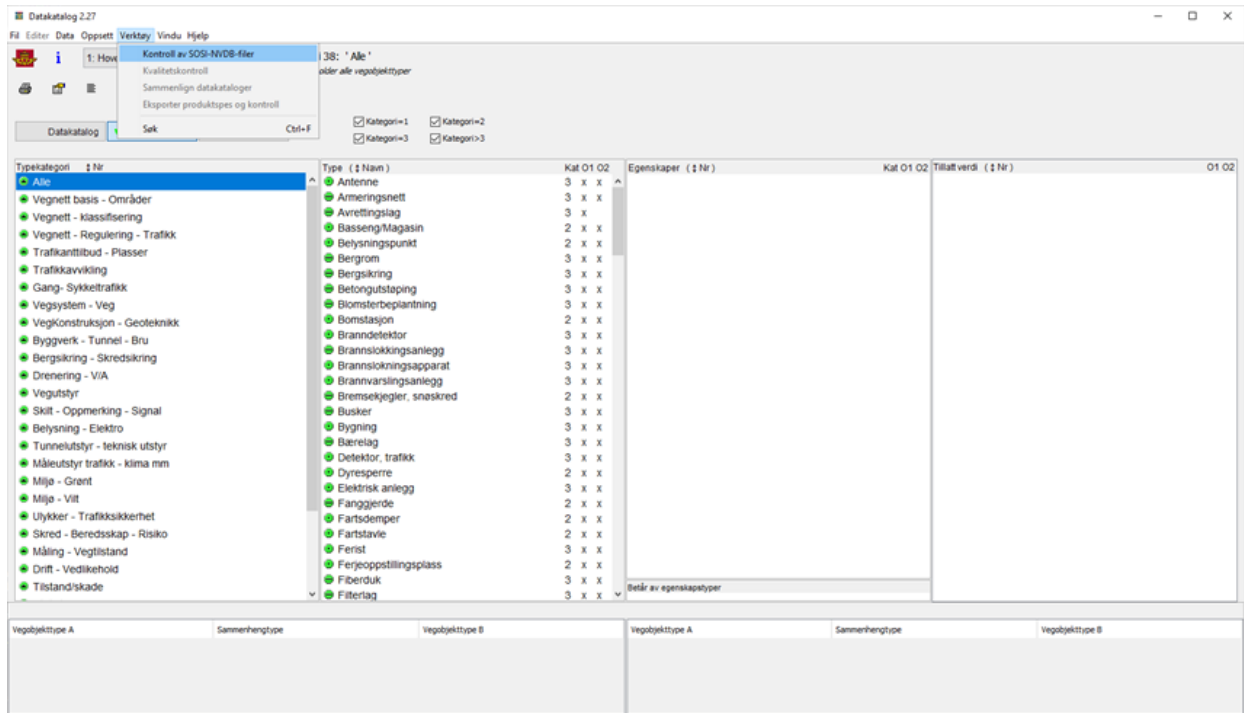 Datakatalog 2.27
Fil Editer Data Oppsett Verktøy Vindu Hjelp
1: Hove
38: ' Alle '
older alle vegobjekttyper
Kontroll av SOSI-NVDB-filer
Kvalitetskontroll
Sammenlign datakataloger
Eksporter produktspes og kontroll
Søk Ctrl+F
Datakatalog
Kategori=1 Kategori=2
Kategori=3 Kategori>3
Typekategori ↕ Nr
Alle
Vegnett basis - Områder
Vegnett - klassifisering
Vegnett - Regulering - Trafikk
Trafikanttilbud - Plasser
Trafikkavvikling
Gang- Sykkeltrafikk
Vegsystem - Veg
VegKonstruksjon - Geoteknikk
Byggverk - Tunnel - Bru
Bergsikring - Skredsikring
Drenering - V/A
Vegutstyr
Skilt - Oppmerking - Signal
Belysning - Elektro
Tunnelutstyr - teknisk utstyr
Måleutstyr trafikk - klima mm
Miljø - Grønt
Miljø - Vilt
Ulykker - Trafikksikkerhet
Skred - Beredsskap - Risiko
Måling - Vegtilstand
Drift - Vedlikehold
Tilstand/skade
Type ( ↕ Navn ) Kat O1 O2
Antenne 3 x x
Armeringsnett 3 x x
Avrettingslag 3 x
Basseng/Magasin 2 x x
Belysningspunkt 2 x x
Bergrom 3 x x
Bergsikring 3 x x
Betongutstøping 3 x x
Blomsterbeplantning 3 x x
Bomstasjon 2 x x
Branndetektor 3 x x
Brannslokkingsanlegg 3 x x
Brannslokningsapparat 3 x x
Brannvarslingsanlegg 3 x x
Bremsekjegler, snøskred 2 x x
Busker 3 x x
Bygning 3 x x
Bærelag 3 x x
Detektor, trafikk 3 x x
Dyresperre 2 x x
Elektrisk anlegg 3 x x
Fanggjerde 2 x x
Fartsdemper 2 x x
Fartstavle 2 x x
Ferist 3 x x
Ferjeoppstillingsplass 2 x x
Fiberduk 3 x x
Filterlag 3 x x
Egenskaper ( ↕ Nr ) Kat O1 O2
Betår av egenskapstyper
Tillatt verdi ( ↕ Nr ) O1 O2
Vegobjekttype A Sammenhengtype Vegobjekttype B
Vegobjekttype A Sammenhengtype Vegobjekttype B